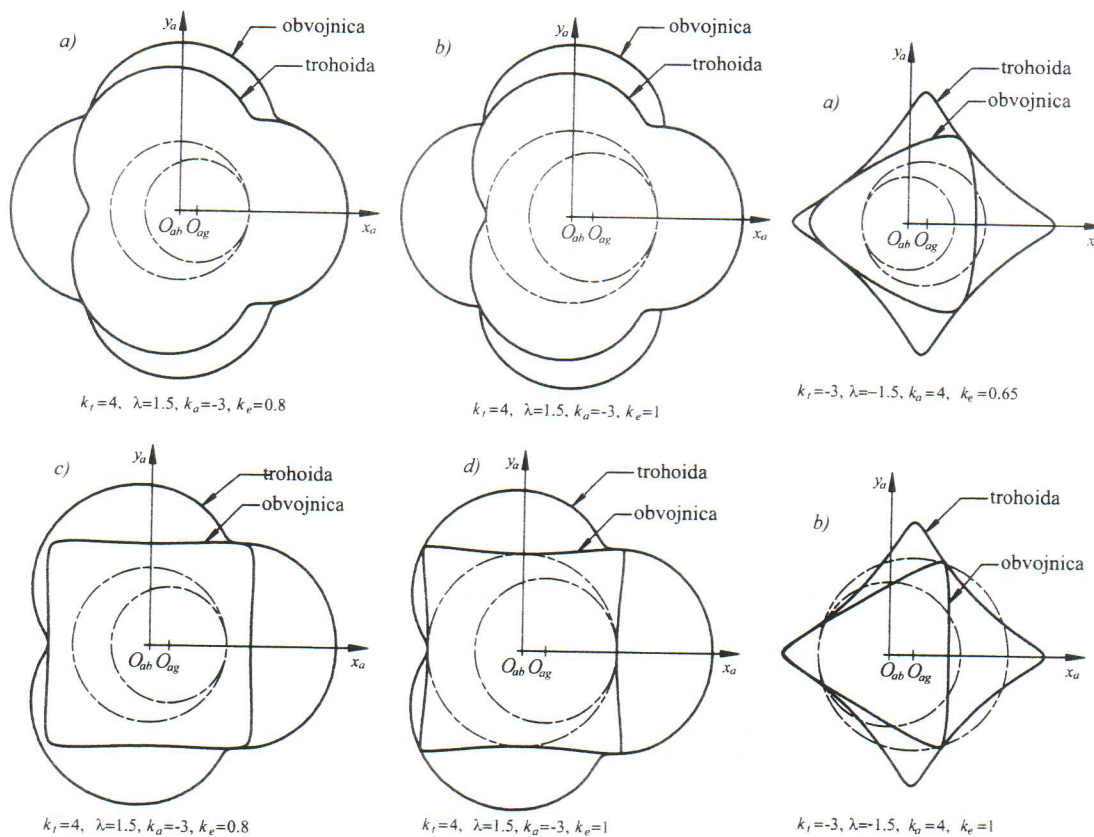 a)
y_a
obvojnica
trohoida
O_ab O_ag
x_a
k_t=4, λ=1.5, k_a=-3, k_e=0.8
b)
y_a
obvojnica
trohoida
O_ab O_ag
x_a
k_t=4, λ=1.5, k_a=-3, k_e=1
a)
y_a
trohoida
obvojnica
O_ab O_ag
x
k_t=-3, λ=-1.5, k_a=4, k_e=0.65
c)
y_a
trohoida
obvojnica
O_ab O_ag
x_a
k_t=4, λ=1.5, k_a=-3, k_e=0.8
d)
y_a
trohoida
obvojnica
O_ab O_ag
x_a
k_t=4, λ=1.5, k_a=-3, k_e=1
b)
y_a
trohoida
obvojnica
O_ab O_ag
x_a
k_t=-3, λ=-1.5, k_a=4, k_e=1